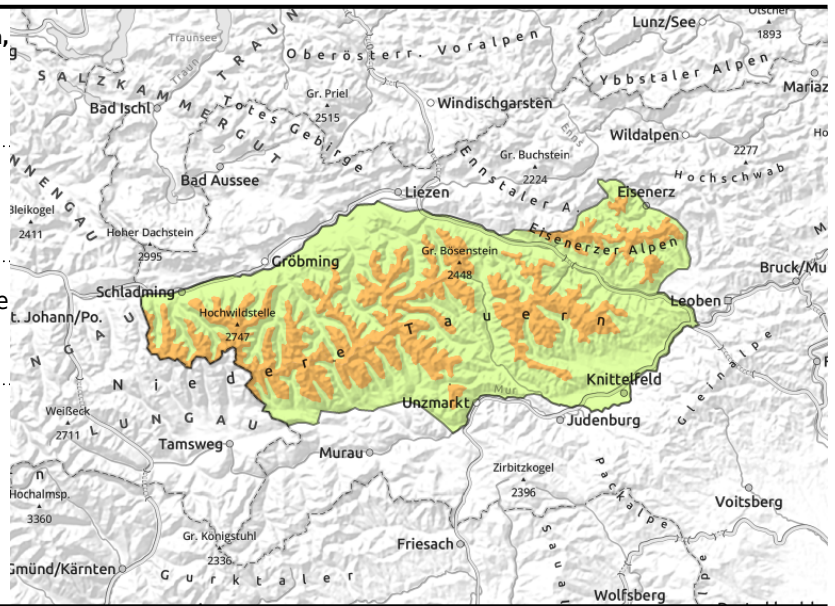 Traunsee
Traun
TRAUN
Lunz/See
Ötscher
1893
Oberösterr. Voralpen
SALZKAMMERGUT
Ybbstaler Alpen
Bad Ischl
Gr. Priel
2515
Windischgarsten
Mariaz
Totes Gebirge
Enns
Wildalpen
2277
Hochschwab
Gr. Buchstein
2224
Ennstaler A.
NNENGAU
Bad Aussee
Liezen
Eisenerz
Bleikogel
2411
Hoher Dachstein
2995
Eisenerzer Alpen
Gr. Bösenstein
2448
Gröbming
Bruck/Mu
Schladming
Leoben
t. Johann/Po.
Hochwildstelle
2747
Niedere Tauern
Gleinalpe
Knittelfeld
Unzmarkt
Mur
Weißeck
2711
LUNGAU
Judenburg
Tamsweg
Murau
Zirbitzkogel
2396
Packalpe
Hochalmsp.
3360
Voitsberg
Gr. Königstuhl
2336
Friesach
Gmünd/Kärnten
Gurktaler
Wolfsberg